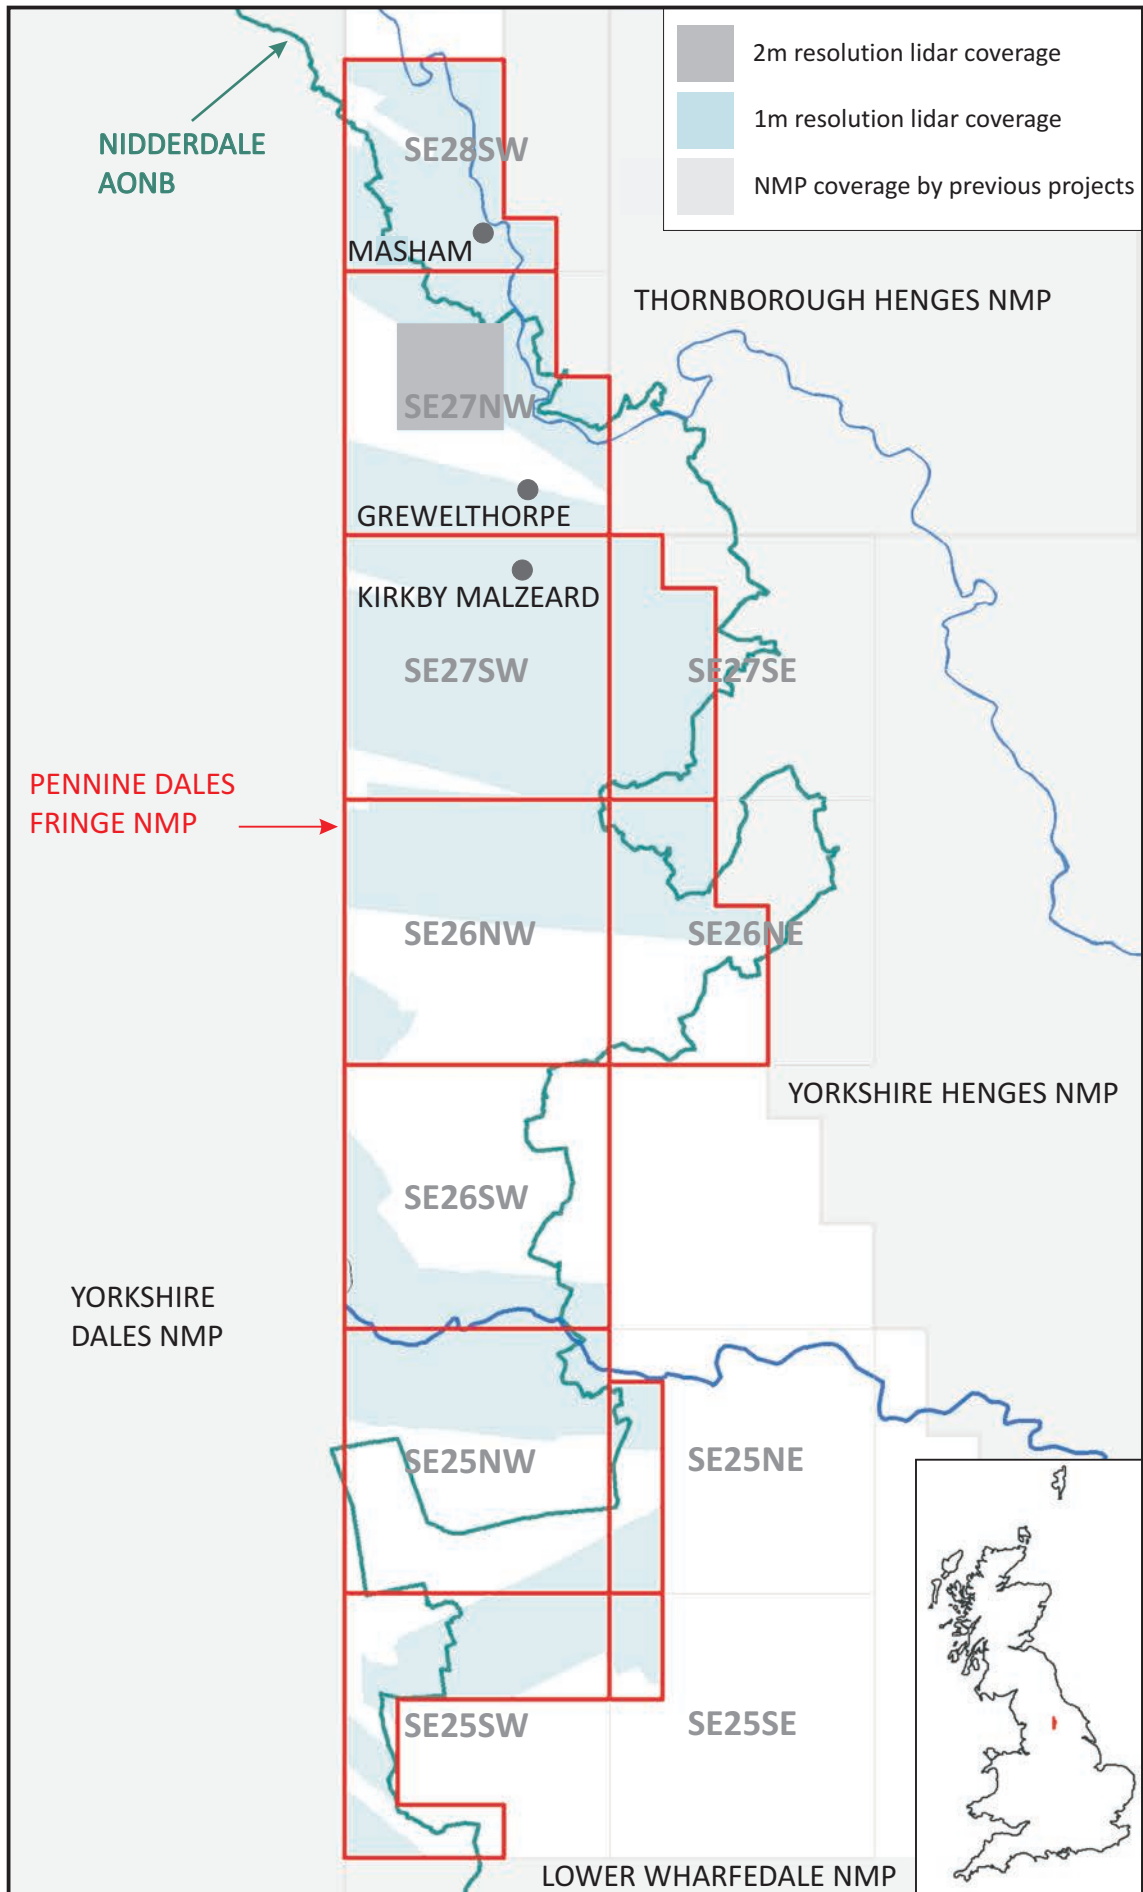 2m resolution lidar coverage
1m resolution lidar coverage
NMP coverage by previous projects
NIDDERDALE
AONB
SE28SW
MASHAM
THORNBOROUGH HENGES NMP
SE27NW
GREWELTHORPE
KIRKBY MALZEARD
SE27SW
SE27SE
PENNINE DALES
FRINGE NMP
SE26NW
SE26NE
YORKSHIRE HENGES NMP
SE26SW
YORKSHIRE
DALES NMP
SE25NW
SE25NE
SE25SW
SE25SE
LOWER WHARFEDALE NMP